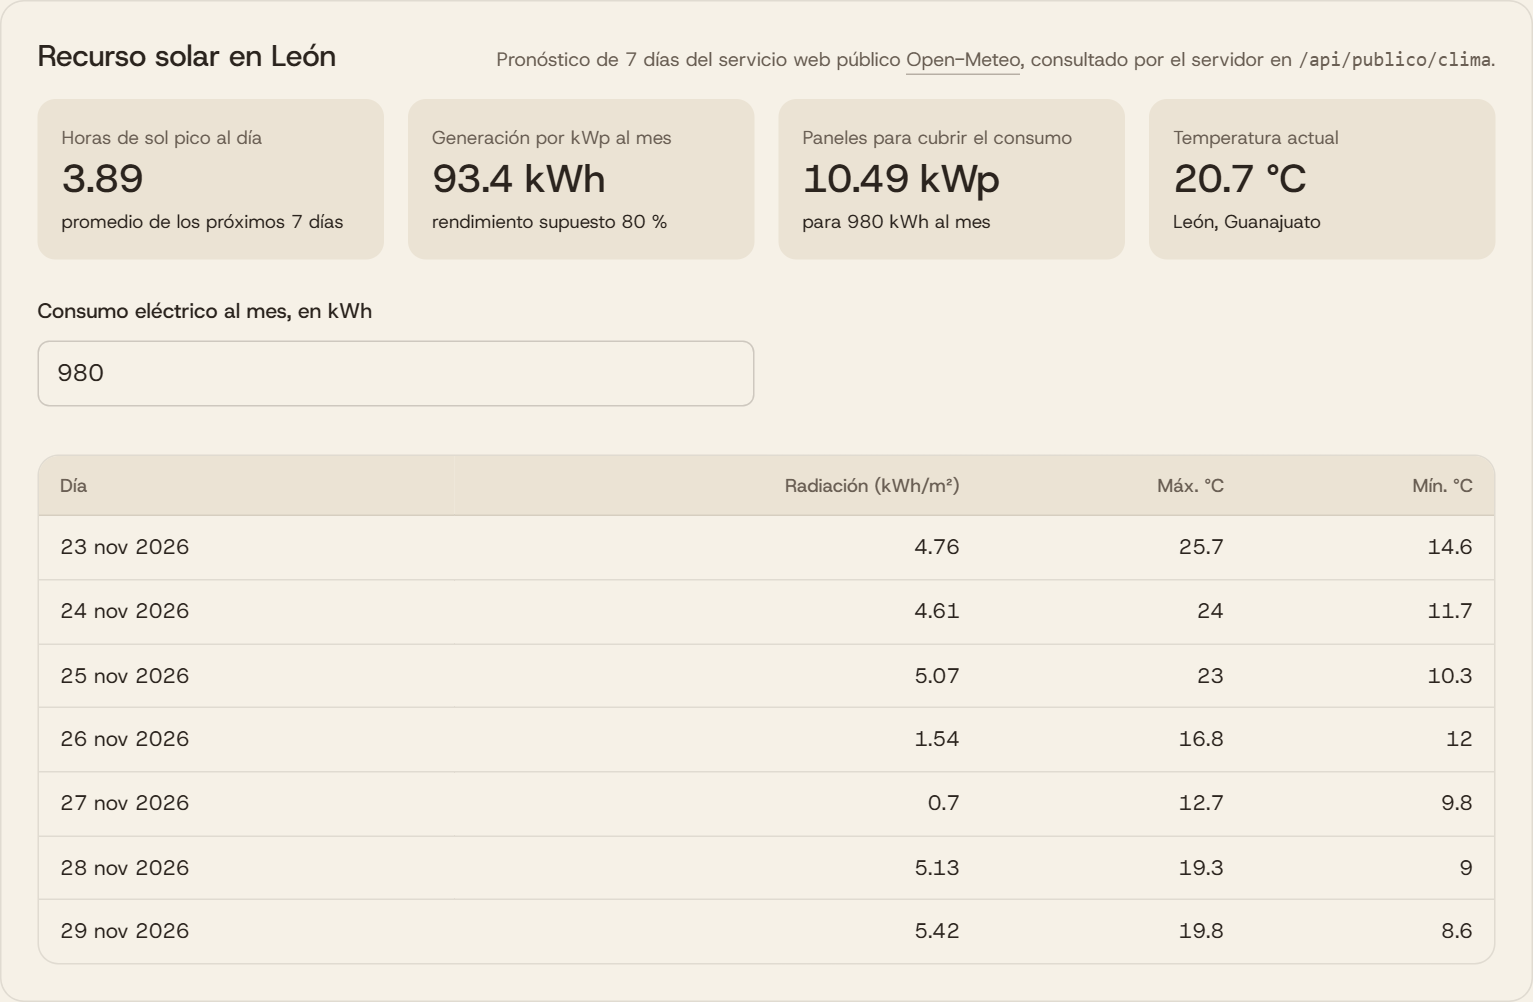 Recurso solar en León
Pronóstico de 7 días del servicio web público Open-Meteo, consultado por el servidor en /api/publico/clima.
Horas de sol pico al día
3.89
promedio de los próximos 7 días
Generación por kWp al mes
93.4 kWh
rendimiento supuesto 80 %
Paneles para cubrir el consumo
10.49 kWp
para 980 kWh al mes
Temperatura actual
20.7 °C
León, Guanajuato
Consumo eléctrico al mes, en kWh
980
Día Radiación (kWh/m²) Máx. °C Mín. °C
23 nov 2026 4.76 25.7 14.6
24 nov 2026 4.61 24 11.7
25 nov 2026 5.07 23 10.3
26 nov 2026 1.54 16.8 12
27 nov 2026 0.7 12.7 9.8
28 nov 2026 5.13 19.3 9
29 nov 2026 5.42 19.8 8.6